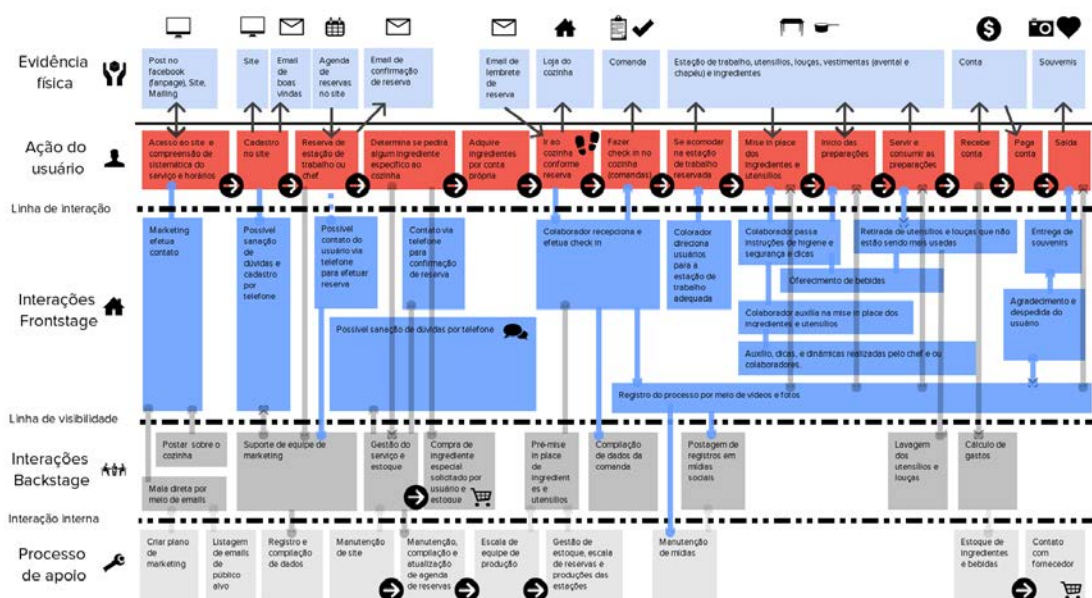 Evidência
física
Post no
facebook
(fanpage), Site,
Mailing
Site
Email
de
boas
vindas
Agenda
de
reservas
no site
Email de
confirmação
de reserva
Email de
lembrete
de
reserva
Loja do
cozinha
Comanda
Estação de trabalho, utensílios, louças, vestimentas (avental e
chapéu) e ingredientes
Conta
Souvenis
Ação do
usuário
Acesso ao site e
compreensão de
sistemática do
serviço e horários
Cadastro
no site
Reserva de
estação de
trabalho ou
chef
Determina se pedirá
algum ingrediente
específico ao
cozinha
Adquire
ingredientes
por conta
própria
Ir ao
cozinha
conforme
reserva
Fazer
check in no
cozinha
(comandas)
Se acomodar
na estação
de trabalho
reservada
Mise in place
dos
ingredientes e
utensílios
Início das
preparações
Servir e
consumir as
preparações
Recebe
conta
Paga
conta
Saída
Linha de interação
Interações
Frontstage
Marketing
efetua
contato
Possível
sanação
de
dúvidas e
cadastro
por
telefone
Possível
contato do
usuário via
telefone
para efetuar
reserva
Contato via
telefone
para
confirmação
de reserva
Possível sanação de dúvidas por telefone
Colaborador recepciona e
efetua check in
Colorador
direciona
usuários
para a
estação de
trabalho
adequada
Colaborador passa
instruções de higiene e
segurança e dicas
Retirada de utensílios e louças que não
estão sendo mais usadas
Oferecimento de bebidas
Colaborador auxilia na mise in place dos
ingredientes e utensílios
Auxílio, dicas, e dinâmicas realizadas pelo chef e ou
colaboradores.
Entrega de
souvenirs
Agradecimento e
despedida do
usuário
Registro do processo por meio de vídeos e fotos
Linha de visibilidade
Interações
Backstage
Postar sobre o
cozinha
Mala direta por
meio de emails
Suporte de equipe de
marketing
Gestão do
serviço e
estoque
Compra de
ingrediente
especial
solicitado por
usuário e
estoque
Pré-mise
in place
de
ingredient
es e
utensílios
Compilação
de dados da
comanda
Postagem de
registros em
mídias
sociais
Lavagem
dos
utensílios e
louças
Cálculo de
gastos
Interação interna
Processo
de apoio
Criar plano
de
marketing
Listagem
de emails
de
público
alvo
Registro e
compilação
de dados
Manutenção
de site
Manutenção,
compilação e
atualização
de agenda
de reservas
Escala de
equipe de
produção
Gestão de
estoque, escala
de reservas e
produções das
estações
Manutenção
de mídias
Estoque de
ingredientes
e bebidas
Contato
com
fornecedor